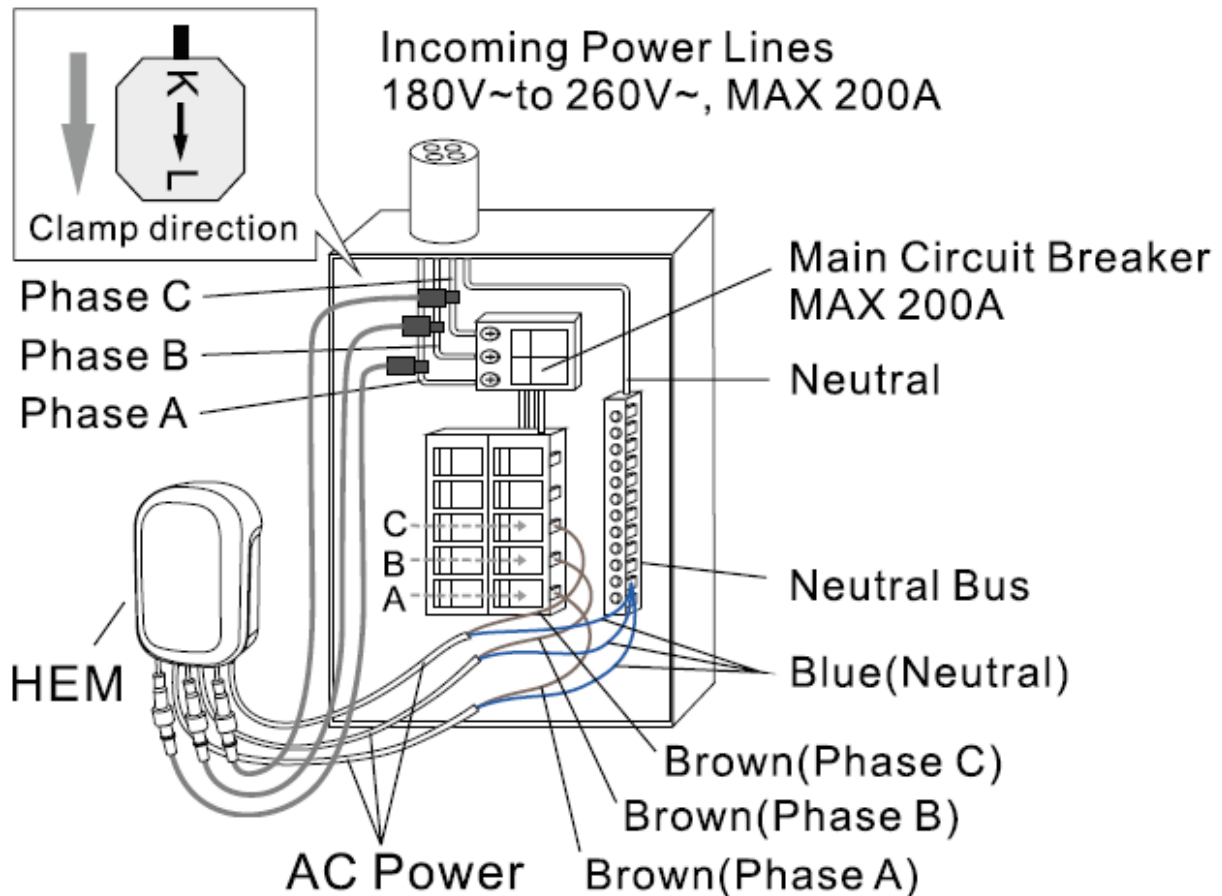 K
L
Clamp direction
Incoming Power Lines
180V~to 260V~, MAX 200A
Main Circuit Breaker
MAX 200A
Phase C
Phase B
Phase A
Neutral
C
B
A
Neutral Bus
HEM
Blue(Neutral)
Brown(Phase C)
Brown(Phase B)
AC Power
Brown(Phase A)